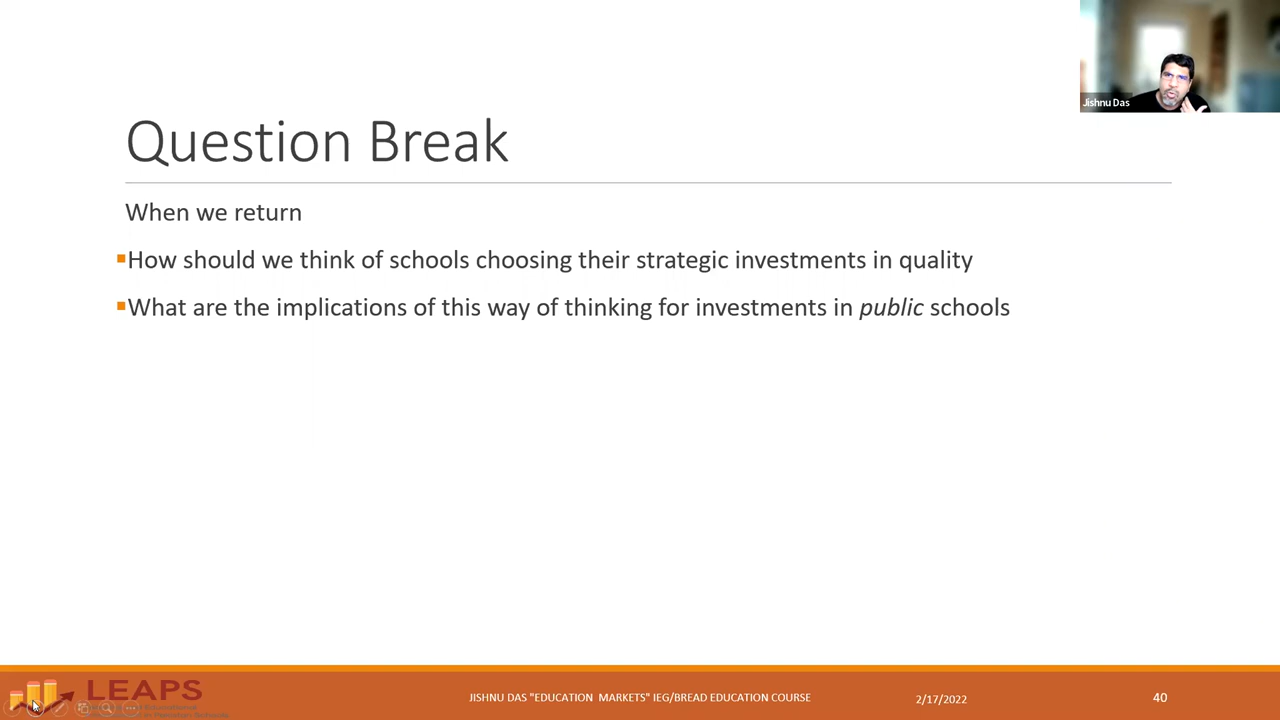 Jishnu Das
Question Break
When we return
How should we think of schools choosing their strategic investments in quality
What are the implications of this way of thinking for investments in public schools
LEAPS
JISHNU DAS "EDUCATION MARKETS" IEG/BREAD EDUCATION COURSE
2/17/2022
40